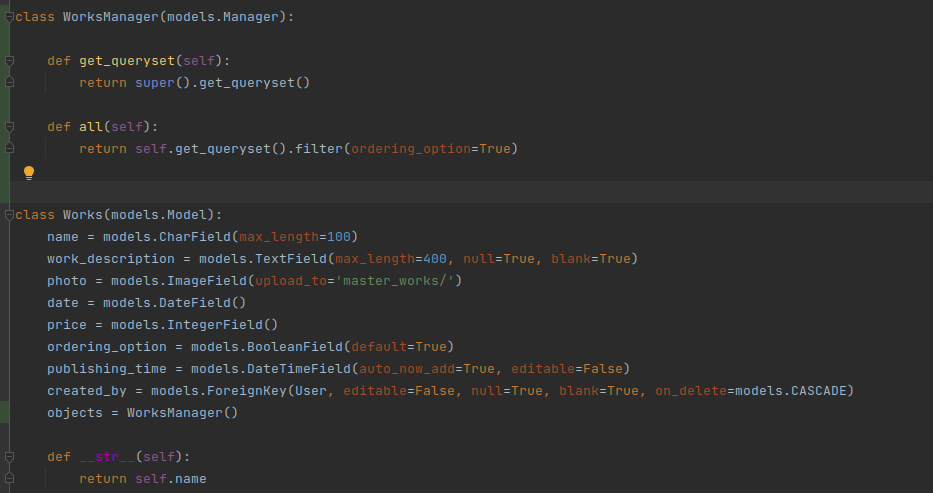 class WorksManager(models.Manager):
def get_queryset(self):
return super().get_queryset()
def all(self):
return self.get_queryset().filter(ordering_option=True)
class Works(models.Model):
name = models.CharField(max_length=100)
work_description = models.TextField(max_length=400, null=True, blank=True)
photo = models.ImageField(upload_to='master_works/')
date = models.DateField()
price = models.IntegerField()
ordering_option = models.BooleanField(default=True)
publishing_time = models.DateTimeField(auto_now_add=True, editable=False)
created_by = models.ForeignKey(User, editable=False, null=True, blank=True, on_delete=models.CASCADE)
objects = WorksManager()
def __str__(self):
return self.name